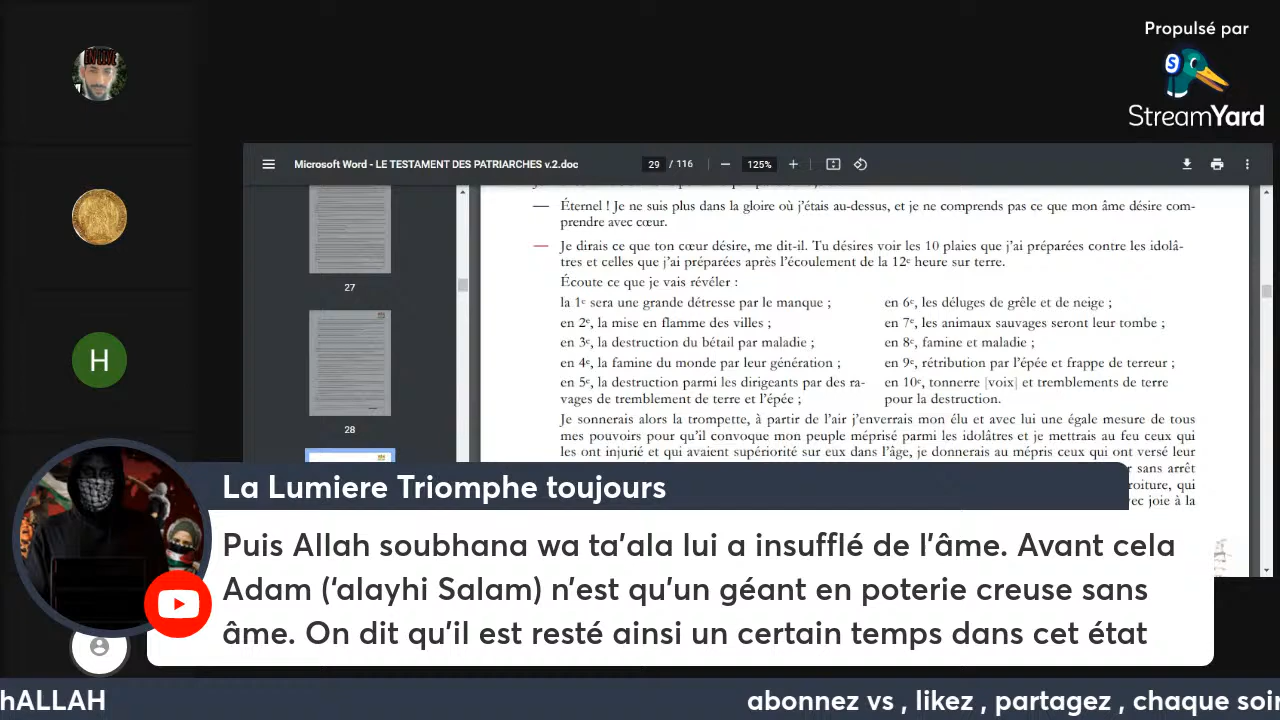 Propulsé par
StreamYard
EN LIVE
Microsoft Word - LE TESTAMENT DES PATRIARCHES v.2.doc
29 / 116
125%
— Éternel ! Je ne suis plus dans la gloire où j'étais au-dessus, et je ne comprends pas ce que mon âme désire com-
prendre avec cœur.
— Je dirais ce que ton cœur désire, me dit-il. Tu désires voir les 10 plaies que j'ai préparées contre les idolâ-
tres et celles que j'ai préparées après l'écoulement de la 12e heure sur terre.
Écoute ce que je vais révéler :
la 1e sera une grande détresse par le manque ;
en 2e, la mise en flamme des villes ;
en 3e, la destruction du bétail par maladie ;
en 4e, la famine du monde par leur génération ;
en 5e, la destruction parmi les dirigeants par des ra-
vages de tremblement de terre et l'épée ;
en 6e, les déluges de grêle et de neige ;
en 7e, les animaux sauvages seront leur tombe ;
en 8e, famine et maladie ;
en 9e, rétribution par l'épée et frappe de terreur ;
en 10e, tonnerre |voix| et tremblements de terre
pour la destruction.
Je sonnerais alors la trompette, à partir de l'air j'enverrais mon élu et avec lui une égale mesure de tous
mes pouvoirs pour qu'il convoque mon peuple méprisé parmi les idolâtres et je mettrais au feu ceux qui
les ont injurié et qui avaient supériorité sur eux dans l'âge, je donnerais au mépris ceux qui ont versé leur
sans arrêt
roiture, qui
vec joie à la
27
28
H
La Lumiere Triomphe toujours
Puis Allah soubhana wa ta'ala lui a insufflé de l'âme. Avant cela
Adam ('alayhi Salam) n'est qu'un géant en poterie creuse sans
âme. On dit qu'il est resté ainsi un certain temps dans cet état
hALLAH
abonnez vs , likez , partagez , chaque soir